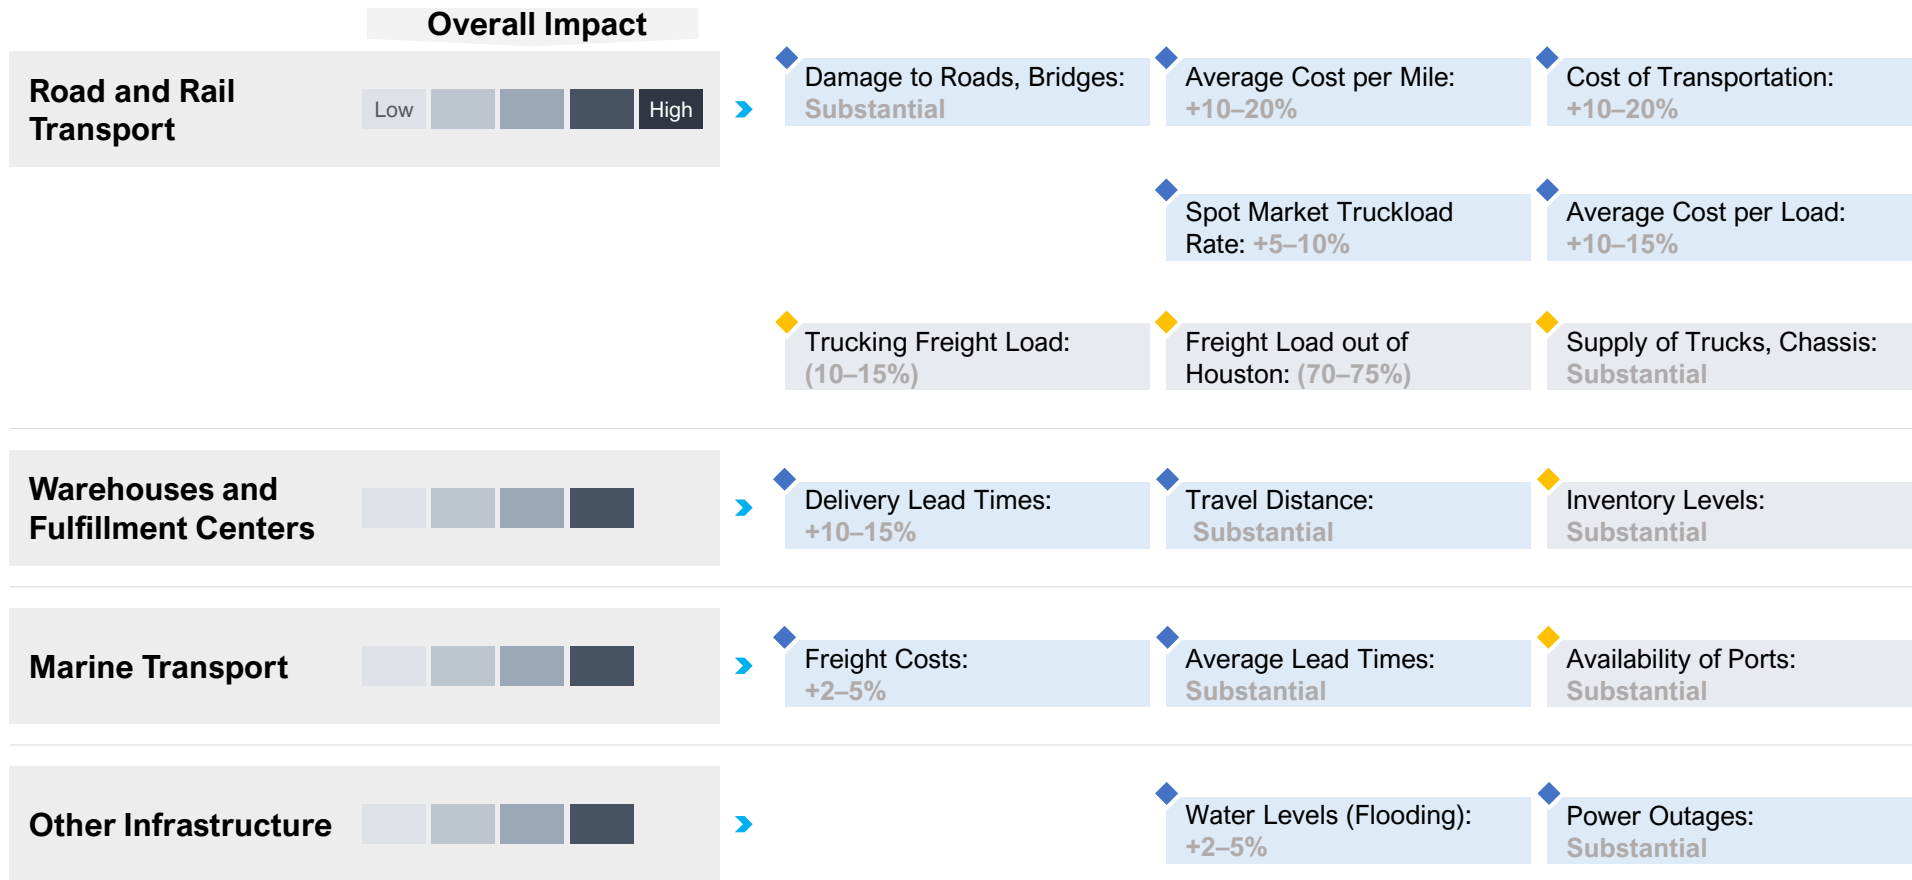 Overall Impact
Road and Rail
Transport
Low
High
Damage to Roads, Bridges:
Substantial
Average Cost per Mile:
+10–20%
Cost of Transportation:
+10–20%
Spot Market Truckload
Rate: +5–10%
Average Cost per Load:
+10–15%
Trucking Freight Load:
(10–15%)
Freight Load out of
Houston: (70–75%)
Supply of Trucks, Chassis:
Substantial
Warehouses and
Fulfillment Centers
Delivery Lead Times:
+10–15%
Travel Distance:
Substantial
Inventory Levels:
Substantial
Marine Transport
Freight Costs:
+2–5%
Average Lead Times:
Substantial
Availability of Ports:
Substantial
Other Infrastructure
Water Levels (Flooding):
+2–5%
Power Outages:
Substantial